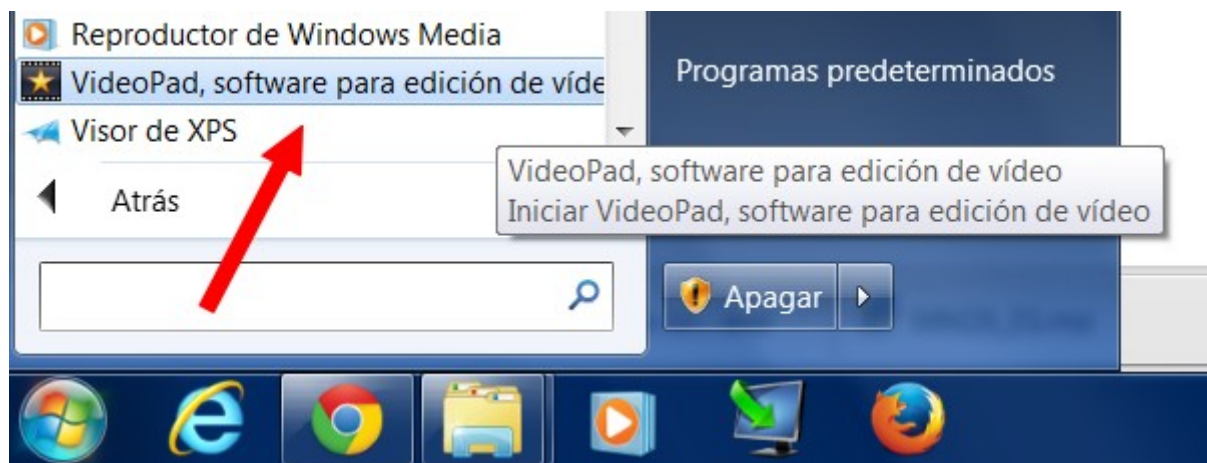 Reproductor de Windows Media
VideoPad, software para edición de víde
Visor de XPS
Atrás
Programas predeterminados
VideoPad, software para edición de vídeo
Iniciar VideoPad, software para edición de vídeo
Apagar